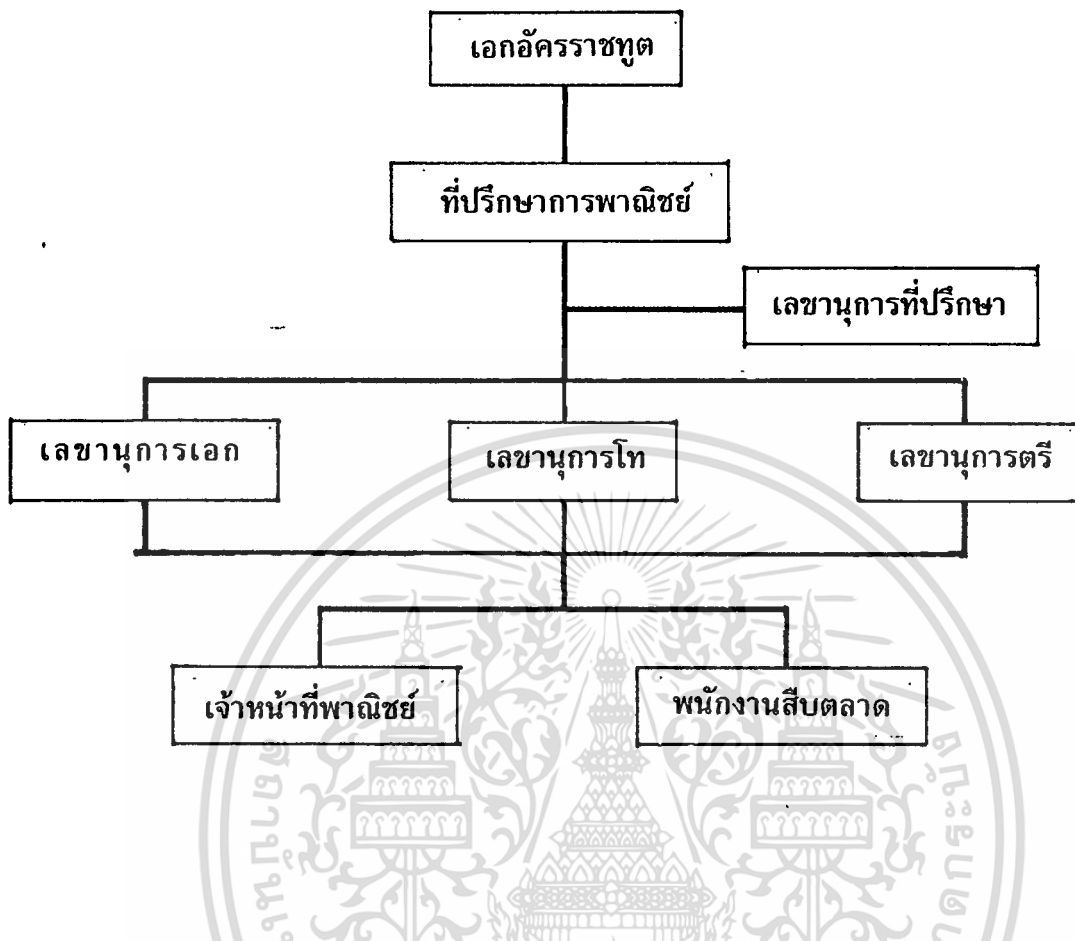 เอกอัครราชทูต
ที่ปรึกษาการพาณิชย์
เลขานุการที่ปรึกษา
เลขานุการเอก
เลขานุการโท
เลขานุการตรี
เจ้าหน้าที่พาณิชย์
พนักงานสืบตลาด